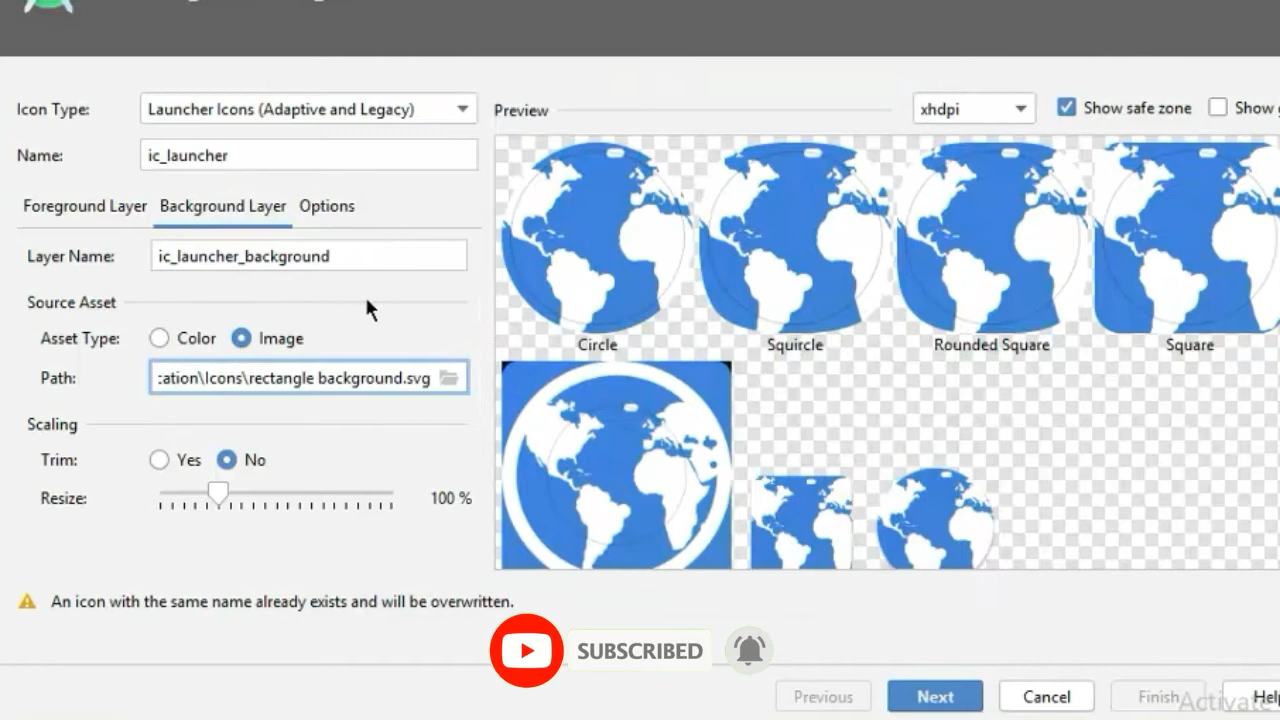 Icon Type:
Launcher Icons (Adaptive and Legacy)
Name:
ic_launcher
Foreground Layer Background Layer Options
Layer Name:
ic_launcher_background
Source Asset
Asset Type:
Color Image
Path:
:ation\Icons\rectangle background.svg
Scaling
Trim:
Yes No
Resize:
100 %
Preview
xhdpi
Show safe zone
Show
Circle
Squircle
Rounded Square
Square
An icon with the same name already exists and will be overwritten.
SUBSCRIBED
Previous
Next
Cancel
Finish
Help
Activate